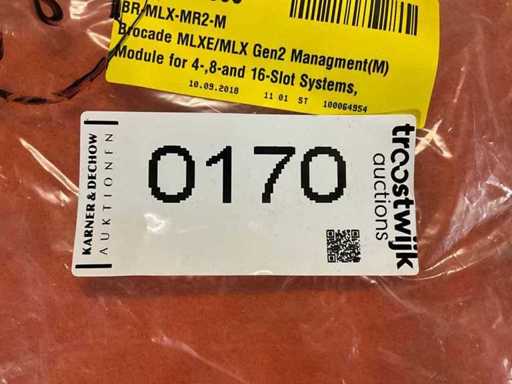 BR-MLX-MR2-M
Brocade MLXE/MLX Gen2 Managment(M)
Module for 4-,8-and 16-Slot Systems,
10.09.2018 11 01 ST 100064954
KARNER & DECHOW
AUKTIONEN
0170
troostwijk
auctions